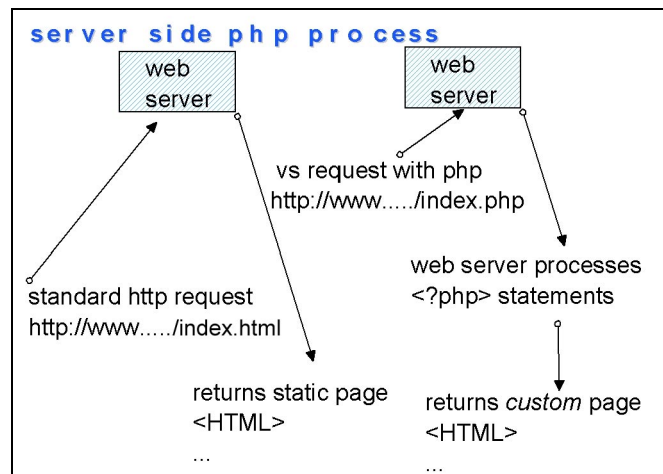 server side php process
web
server
standard http request
http://www...../index.html
returns static page
<HTML>
...
web
server
vs request with php
http://www...../index.php
web server processes
<?php> statements
returns custom page
<HTML>
...